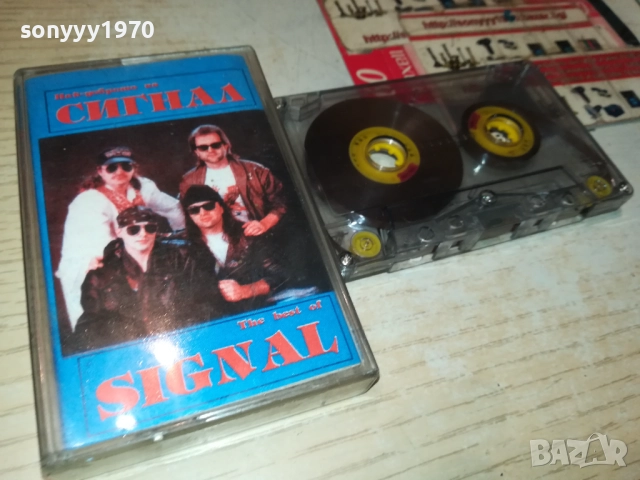 sonyyy1970
Най-доброто на
СИГНАЛ
The best of
SIGNAL
BAZAR